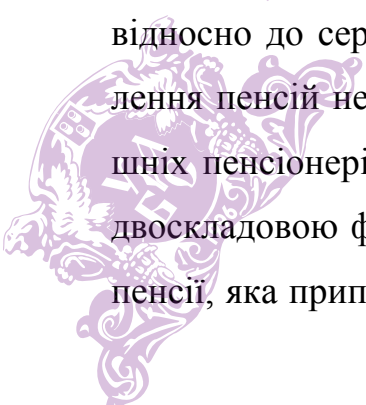 відносно до сер
лення пенсій не
шніх пенсіонері
двоскладовою ф
пенсії, яка прип